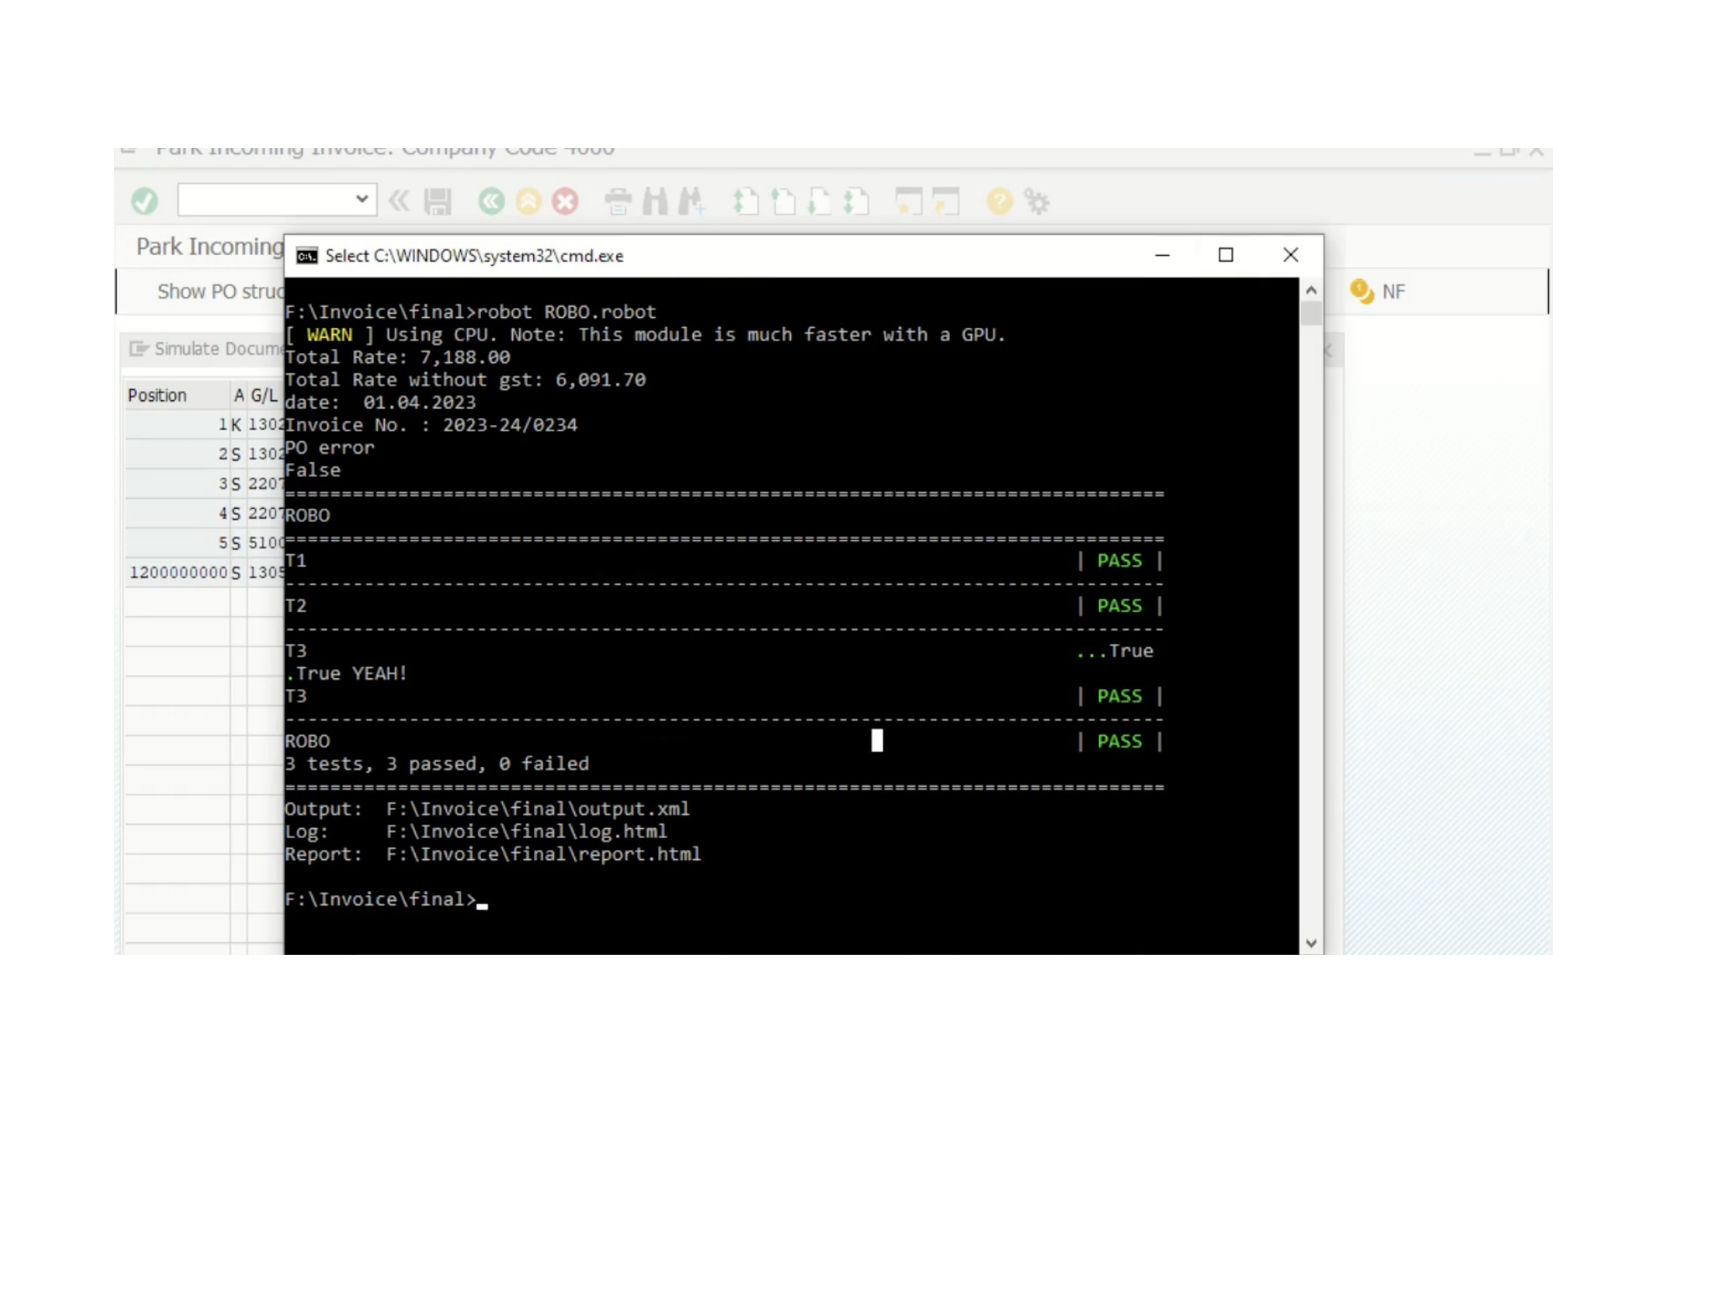 Park Incoming Invoice: Company Code 4000
Park Incoming
Show PO struc
NF
Simulate Docume
Position A G/L
1 K 1302
2 S 1302
3 S 2207
4 S 2207
5 S 5100
1200000000 S 1305
Select C:\WINDOWS\system32\cmd.exe
F:\Invoice\final>robot ROBO.robot
[ WARN ] Using CPU. Note: This module is much faster with a GPU.
Total Rate: 7,188.00
Total Rate without gst: 6,091.70
date:  01.04.2023
Invoice No. : 2023-24/0234
PO error
False
==============================================================================
ROBO
==============================================================================
T1 | PASS |
------------------------------------------------------------------------------
T2 | PASS |
------------------------------------------------------------------------------
T3 ...True
.True YEAH!
T3 | PASS |
------------------------------------------------------------------------------
ROBO | PASS |
3 tests, 3 passed, 0 failed
==============================================================================
Output:  F:\Invoice\final\output.xml
Log:     F:\Invoice\final\log.html
Report:  F:\Invoice\final\report.html
F:\Invoice\final>_